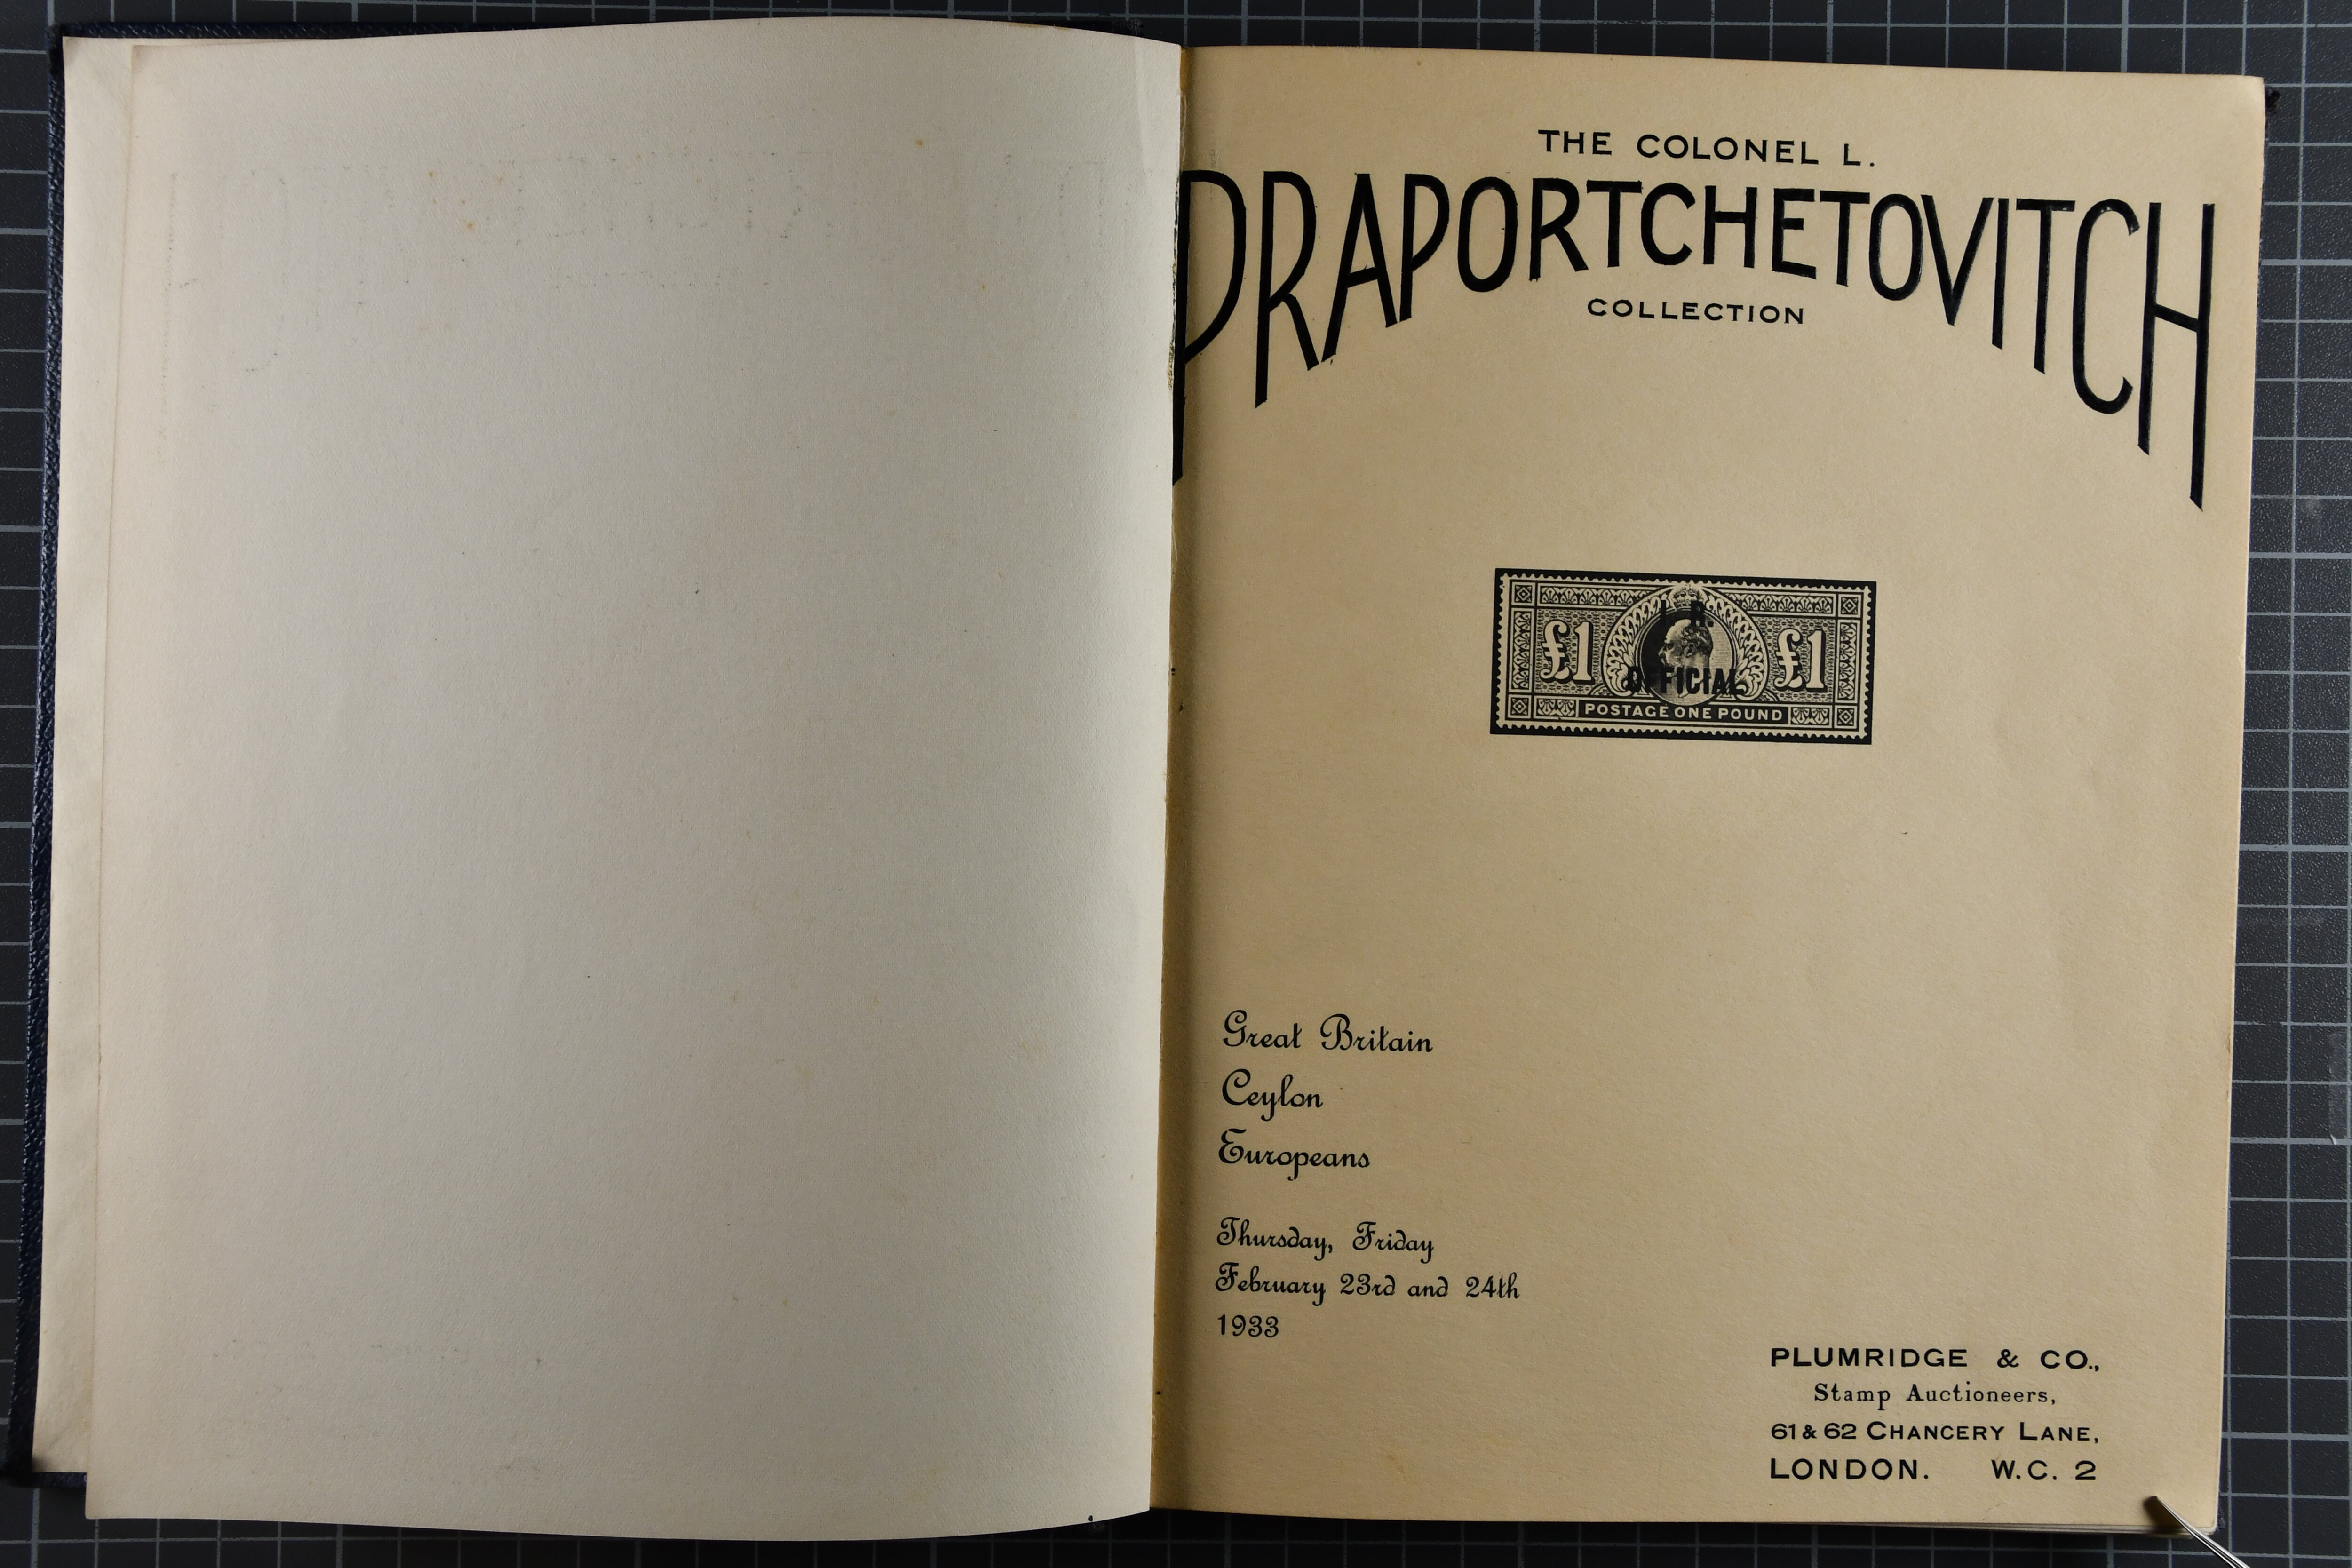 THE COLONEL L.
PRAPORTCHETOVITCH
COLLECTION
I. R.
£1 £1
OFFICIAL
POSTAGE ONE POUND
Great Britain
Ceylon
Europeans
Thursday, Friday
February 23rd and 24th
1933
PLUMRIDGE & CO.,
Stamp Auctioneers,
61 & 62 CHANCERY LANE,
LONDON. W.C. 2